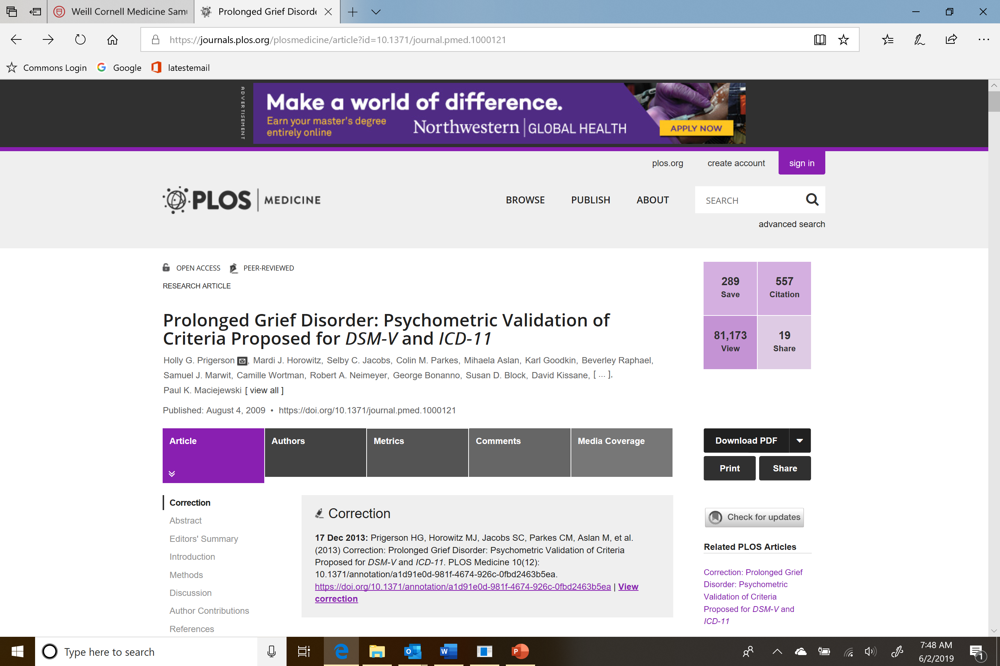 Weill Cornell Medicine Sam
Prolonged Grief Disorde
https://journals.plos.org/plosmedicine/article?id=10.1371/journal.pmed.1000121
Commons Login Google latestemail
ADVERTISEMENT
Make a world of difference.
Earn your master's degree
entirely online
Northwestern | GLOBAL HEALTH
APPLY NOW
plos.org create account sign in
PLOS | MEDICINE
BROWSE PUBLISH ABOUT SEARCH
advanced search
OPEN ACCESS PEER-REVIEWED
RESEARCH ARTICLE
289
Save
557
Citation
81,173
View
19
Share
Prolonged Grief Disorder: Psychometric Validation of
Criteria Proposed for DSM-V and ICD-11
Holly G. Prigerson , Mardi J. Horowitz, Selby C. Jacobs, Colin M. Parkes, Mihaela Aslan, Karl Goodkin, Beverley Raphael,
Samuel J. Marwit, Camille Wortman, Robert A. Neimeyer, George Bonanno, Susan D. Block, David Kissane, [ ... ],
Paul K. Maciejewski [ view all ]
Published: August 4, 2009 • https://doi.org/10.1371/journal.pmed.1000121
Article Authors Metrics Comments Media Coverage
Download PDF
Print Share
Correction
Abstract
Editors' Summary
Introduction
Methods
Discussion
Author Contributions
References
Correction
17 Dec 2013: Prigerson HG, Horowitz MJ, Jacobs SC, Parkes CM, Aslan M, et al.
(2013) Correction: Prolonged Grief Disorder: Psychometric Validation of Criteria
Proposed for DSM-V and ICD-11. PLOS Medicine 10(12):
10.1371/annotation/a1d91e0d-981f-4674-926c-0fbd2463b5ea.
https://doi.org/10.1371/annotation/a1d91e0d-981f-4674-926c-0fbd2463b5ea | View
correction
Check for updates
Related PLOS Articles
Correction: Prolonged Grief
Disorder: Psychometric
Validation of Criteria
Proposed for DSM-V and
ICD-11
Type here to search
7:48 AM
6/2/2019
1